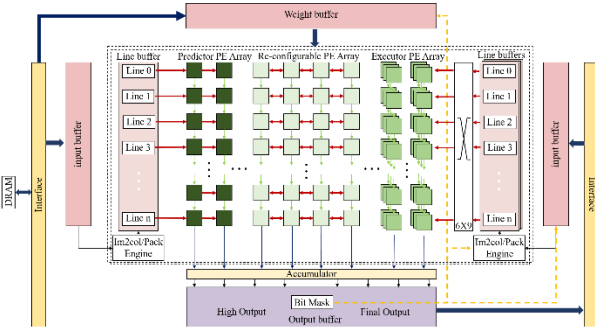 Weight buffer
Line buffer
Predictor PE Array
Re-configurable PE Array
Executor PE Array
Line buffers
Line 0
Line 0
Line 1
Line 1
Line 2
Line 2
Line 3
Line 3
Line n
Line n
6X9
DRAM
Interface
input buffer
input buffer
Interface
Im2col/Pack
Engine
Im2col/Pack
Engine
Accumulator
Bit Mask
High Output
Final Output
Output buffer